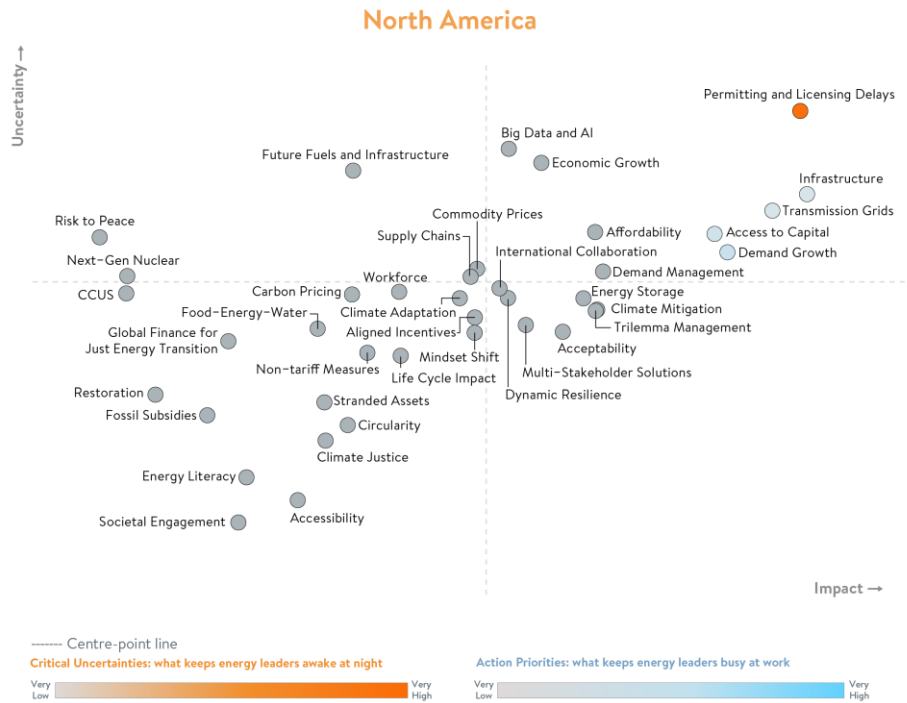 North America
Uncertainty →
Permitting and Licensing Delays
Big Data and AI
Economic Growth
Future Fuels and Infrastructure
Infrastructure
Transmission Grids
Commodity Prices
Risk to Peace
Supply Chains
Affordability
Access to Capital
International Collaboration
Demand Growth
Next-Gen Nuclear
Workforce
Demand Management
CCUS
Carbon Pricing
Energy Storage
Climate Adaptation
Climate Mitigation
Food-Energy-Water
Trilemma Management
Global Finance for
Just Energy Transition
Aligned Incentives
Acceptability
Mindset Shift
Non-tariff Measures
Life Cycle Impact
Multi-Stakeholder Solutions
Dynamic Resilience
Restoration
Stranded Assets
Fossil Subsidies
Circularity
Climate Justice
Energy Literacy
Accessibility
Societal Engagement
Impact →
------- Centre-point line
Critical Uncertainties: what keeps energy leaders awake at night
Very
Low
Very
High
Action Priorities: what keeps energy leaders busy at work
Very
Low
Very
High